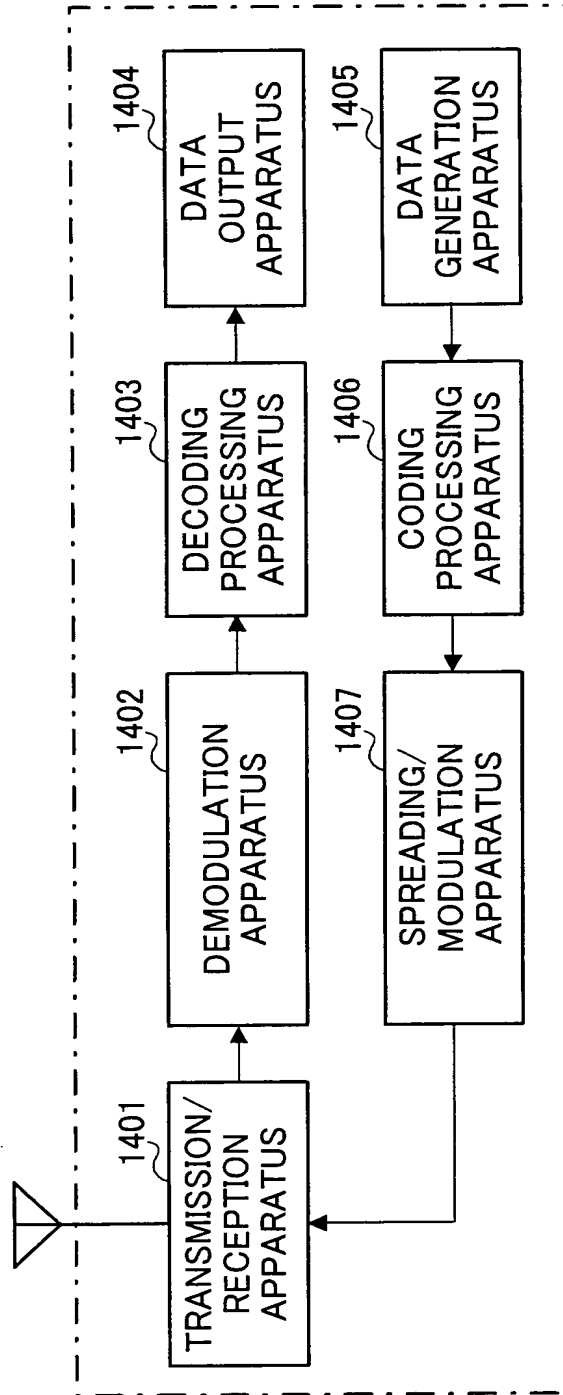 1401
TRANSMISSION/
RECEPTION
APPARATUS
1402
DEMODULATION
APPARATUS
1403
DECODING
PROCESSING
APPARATUS
1404
DATA
OUTPUT
APPARATUS
1407
SPREADING/
MODULATION
APPARATUS
1406
CODING
PROCESSING
APPARATUS
1405
DATA
GENERATION
APPARATUS